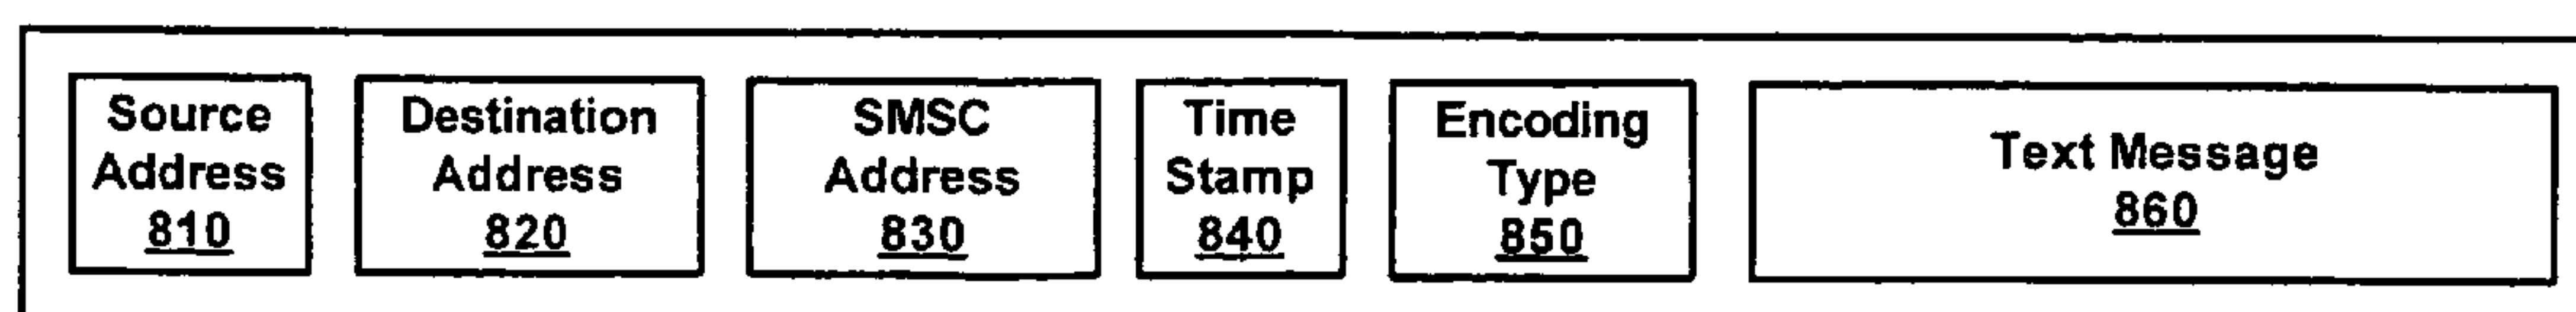 Source
Address
810
Destination
Address
820
SMSC
Address
830
Time
Stamp
840
Encoding
Type
850
Text Message
860